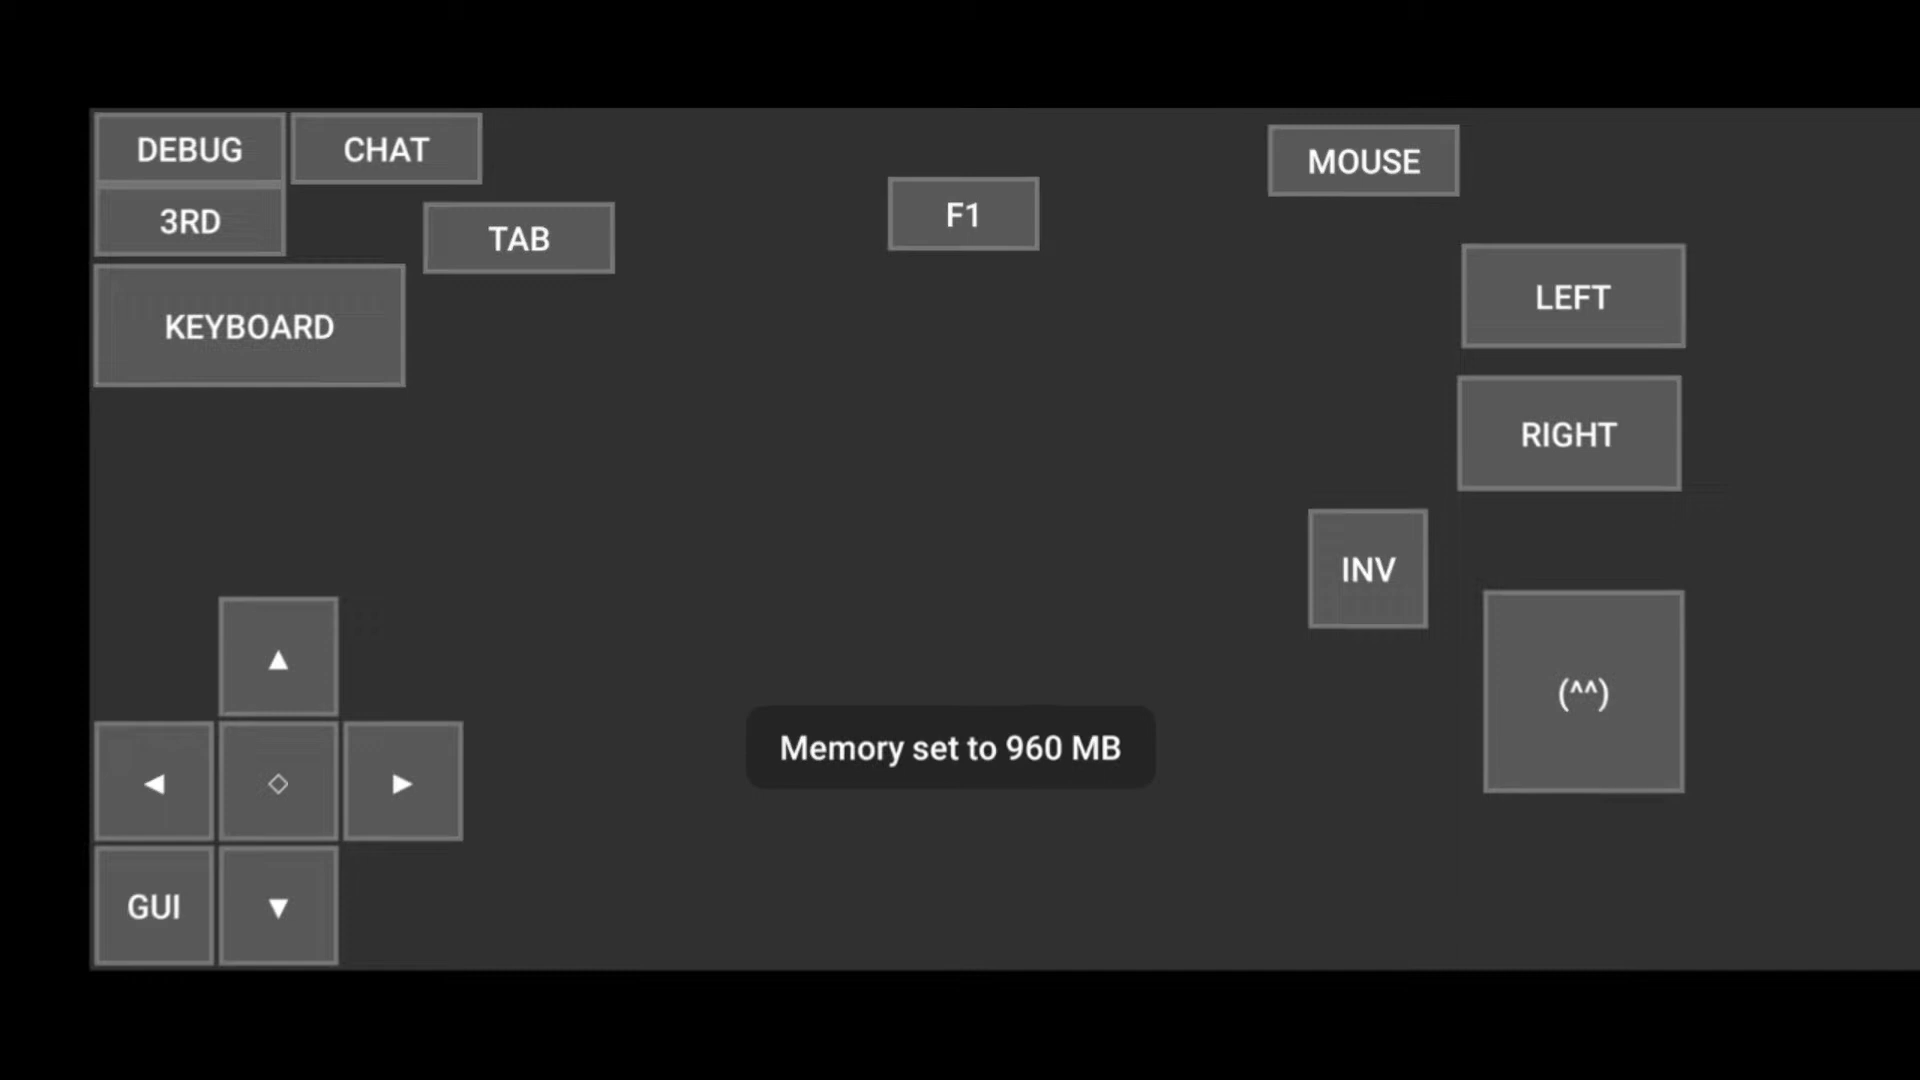 DEBUG
CHAT
MOUSE
3RD
TAB
F1
KEYBOARD
LEFT
RIGHT
INV
▲
(^^)
◀
◇
▶
Memory set to 960 MB
GUI
▼